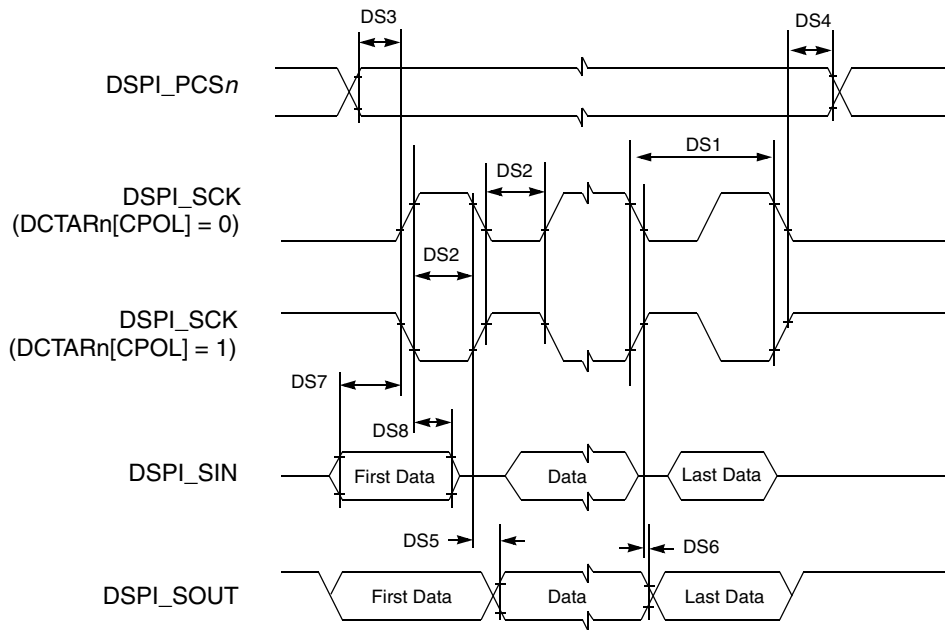 DS3
DS4
DSPI_PCSn
DS1
DS2
DSPI_SCK
(DCTARn[CPOL] = 0)
DS2
DSPI_SCK
(DCTARn[CPOL] = 1)
DS7
DS8
DSPI_SIN
First Data
Data
Last Data
DS5
DS6
DSPI_SOUT
First Data
Data
Last Data